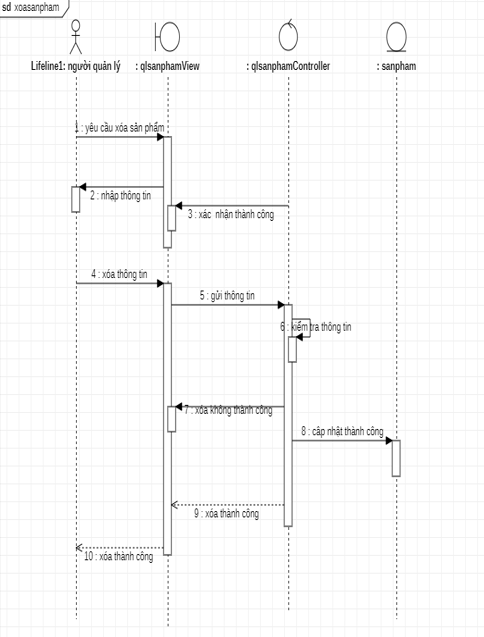 sd xoasanpham
Lifeline1: người quản lý
: qlsanphamView
: qlsanphamController
: sanpham
1 : yêu cầu xóa sản phẩm
2 : nhập thông tin
3 : xác nhận thành công
4 : xóa thông tin
5 : gửi thông tin
6 : kiểm tra thông tin
7 : xóa không thành công
8 : cập nhật thành công
9 : xóa thành công
10 : xóa thành công